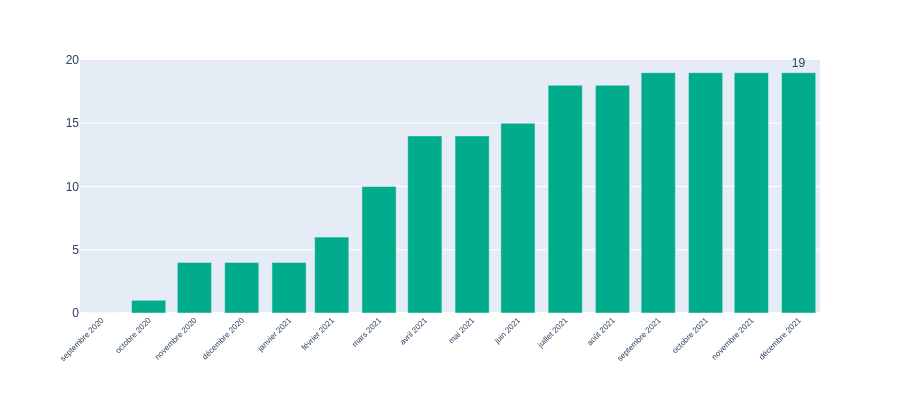 20
15
10
5
0
19
septembre 2020
octobre 2020
novembre 2020
décembre 2020
janvier 2021
février 2021
mars 2021
avril 2021
mai 2021
juin 2021
juillet 2021
août 2021
septembre 2021
octobre 2021
novembre 2021
décembre 2021